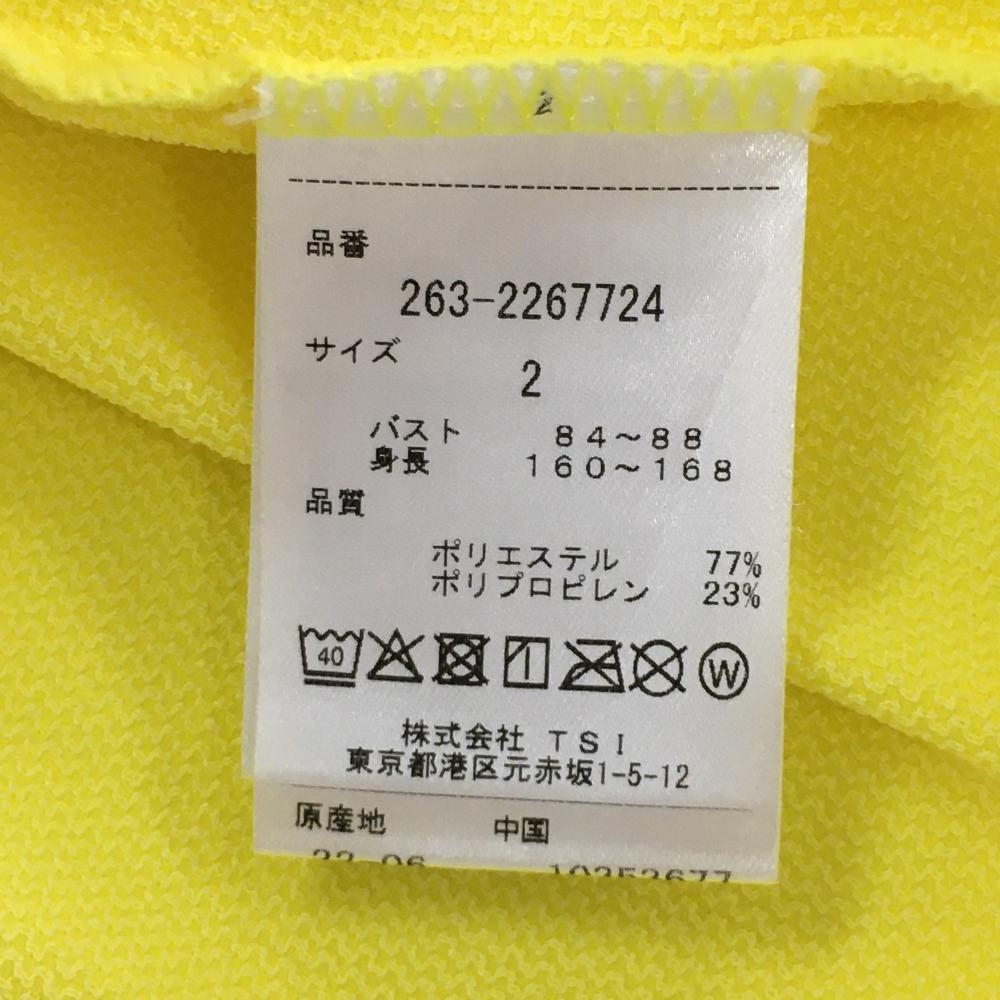 2
品番
263-2267724
サイズ
2
バスト 84~88
身長 160~168
品質
ポリエステル 77%
ポリプロピレン 23%
40
W
株式会社 TSI
東京都港区元赤坂1-5-12
原産地 中国